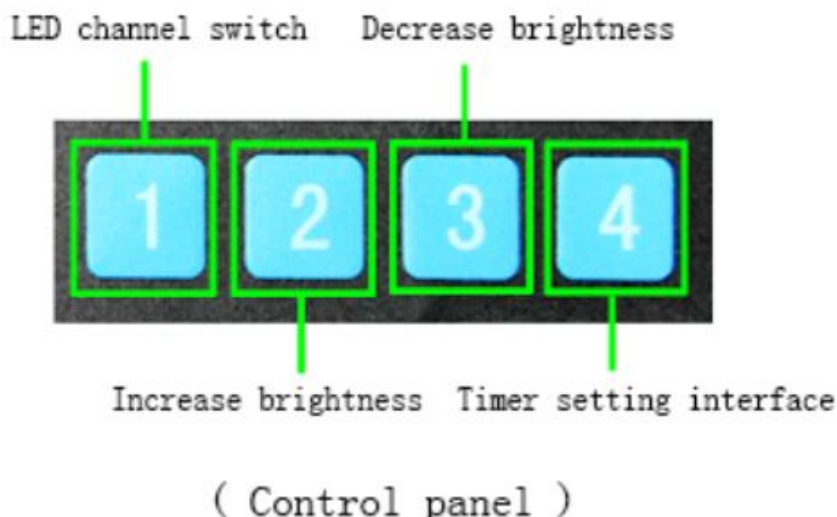 LED channel switch
Decrease brightness
1
2
3
4
Increase brightness
Timer setting interface
( Control panel )